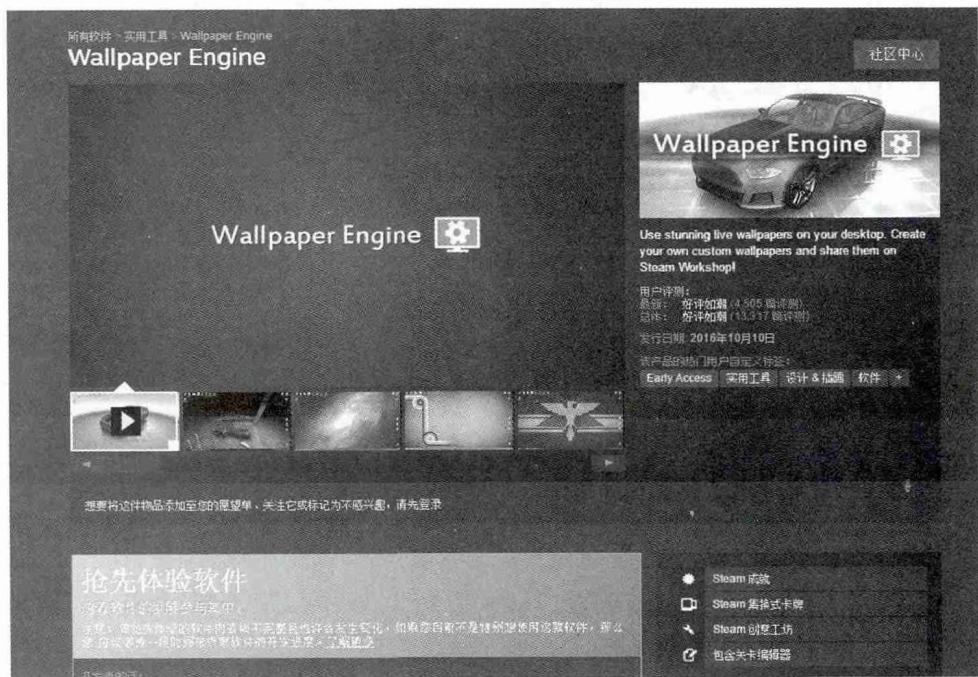 所有软件 > 实用工具 > Wallpaper Engine
Wallpaper Engine
社区中心
Wallpaper Engine
Wallpaper Engine
Use stunning live wallpapers on your desktop. Create
your own custom wallpapers and share them on
Steam Workshop!
用户评测:
最新: 好评如潮 (4,505 篇评测)
总体: 好评如潮 (13,317 篇评测)
发行日期: 2016年10月10日
该产品的热门用户自定义标签:
Early Access 实用工具 设计 & 插画 软件 +
想要将这件物品添加至您的愿望单、关注它或标记为不感兴趣，请先登录
抢先体验软件
Steam 成就
Steam 集换式卡牌
Steam 创意工坊
包含关卡编辑器